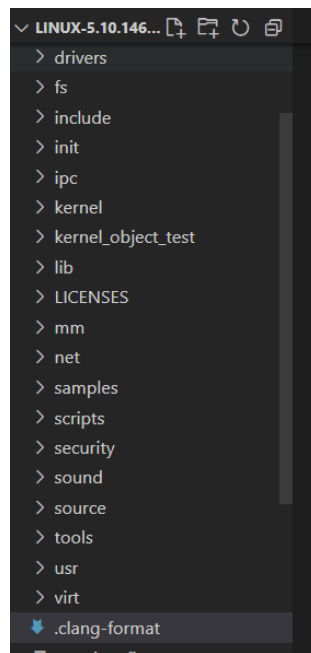 LINUX-5.10.146...
drivers
fs
include
init
ipc
kernel
kernel_object_test
lib
LICENSES
mm
net
samples
scripts
security
sound
source
tools
usr
virt
.clang-format